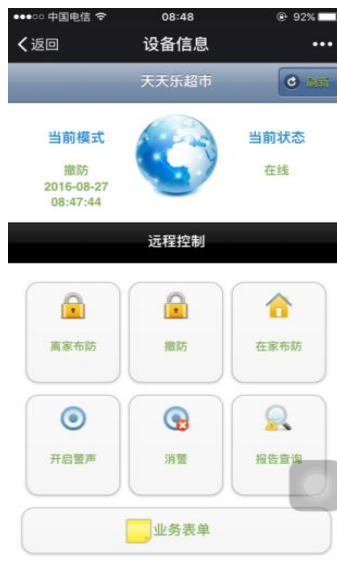 中国电信 08:48 92%
返回 设备信息
天天乐超市 刷新
当前模式 当前状态
撤防 在线
2016-08-27
08:47:44
远程控制
离家布防 撤防 在家布防
开启警声 消警 报告查询
业务表单